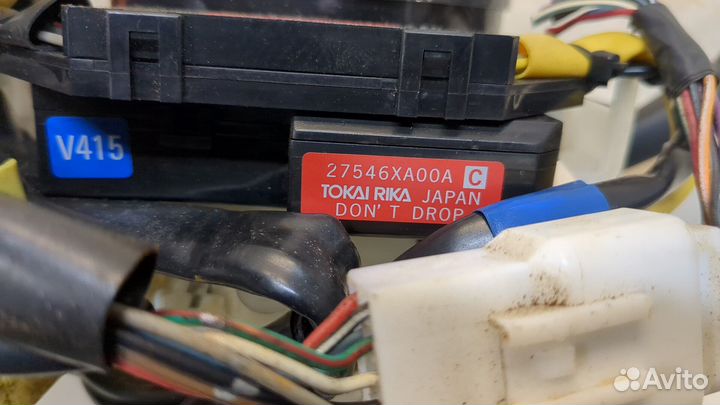 V415
27546XA00A C
TOKAI RIKA JAPAN
DON'T DROP
Avito